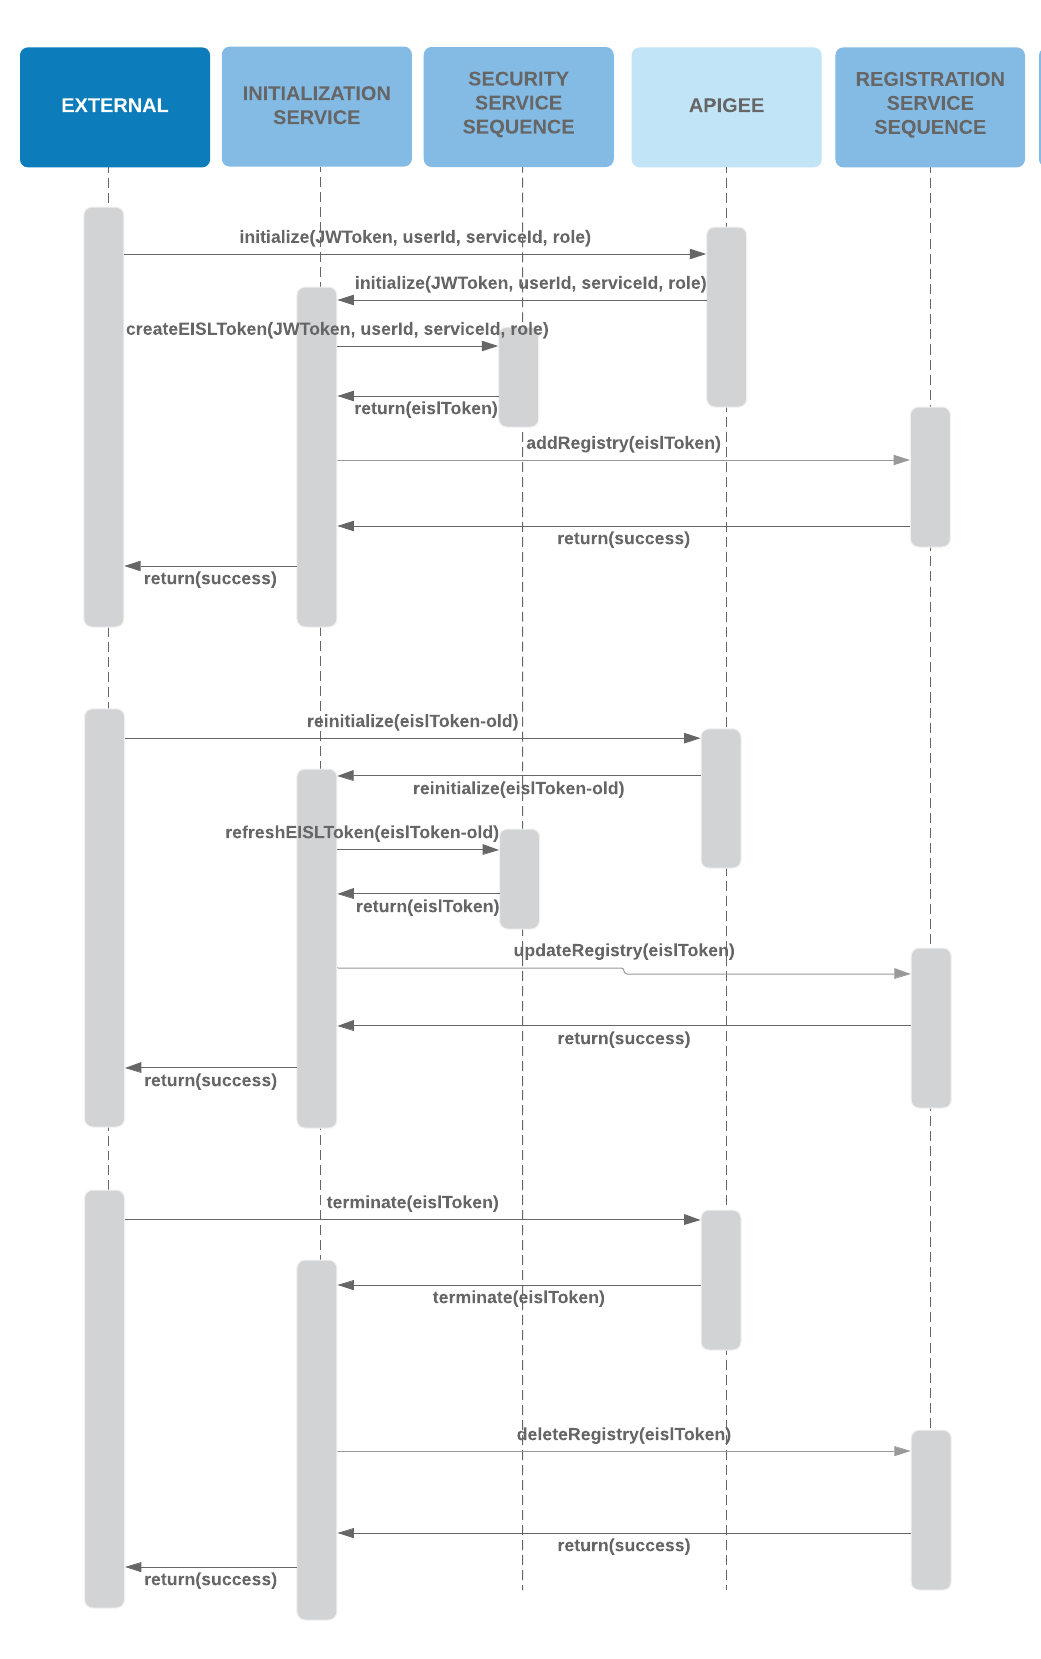 EXTERNAL
INITIALIZATION
SERVICE
SECURITY
SERVICE
SEQUENCE
APIGEE
REGISTRATION
SERVICE
SEQUENCE
initialize(JWToken, userId, serviceId, role)
initialize(JWToken, userId, serviceId, role)
createEISLToken(JWToken, userId, serviceId, role)
return(eislToken)
addRegistry(eislToken)
return(success)
return(success)
reinitialize(eislToken-old)
reinitialize(eislToken-old)
refreshEISLToken(eislToken-old)
return(eislToken)
updateRegistry(eislToken)
return(success)
return(success)
terminate(eislToken)
terminate(eislToken)
deleteRegistry(eislToken)
return(success)
return(success)